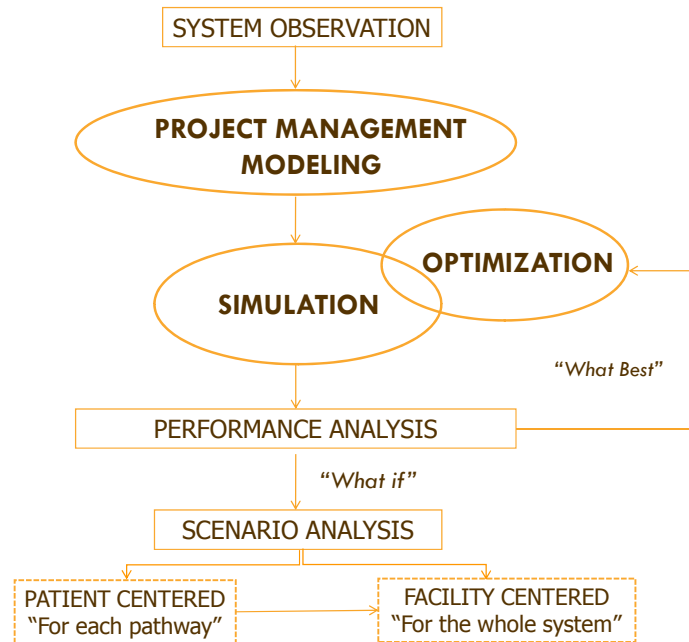 SYSTEM OBSERVATION
PROJECT MANAGEMENT
MODELING
OPTIMIZATION
SIMULATION
“What Best”
PERFORMANCE ANALYSIS
“What if”
SCENARIO ANALYSIS
PATIENT CENTERED
“For each pathway”
FACILITY CENTERED
“For the whole system”